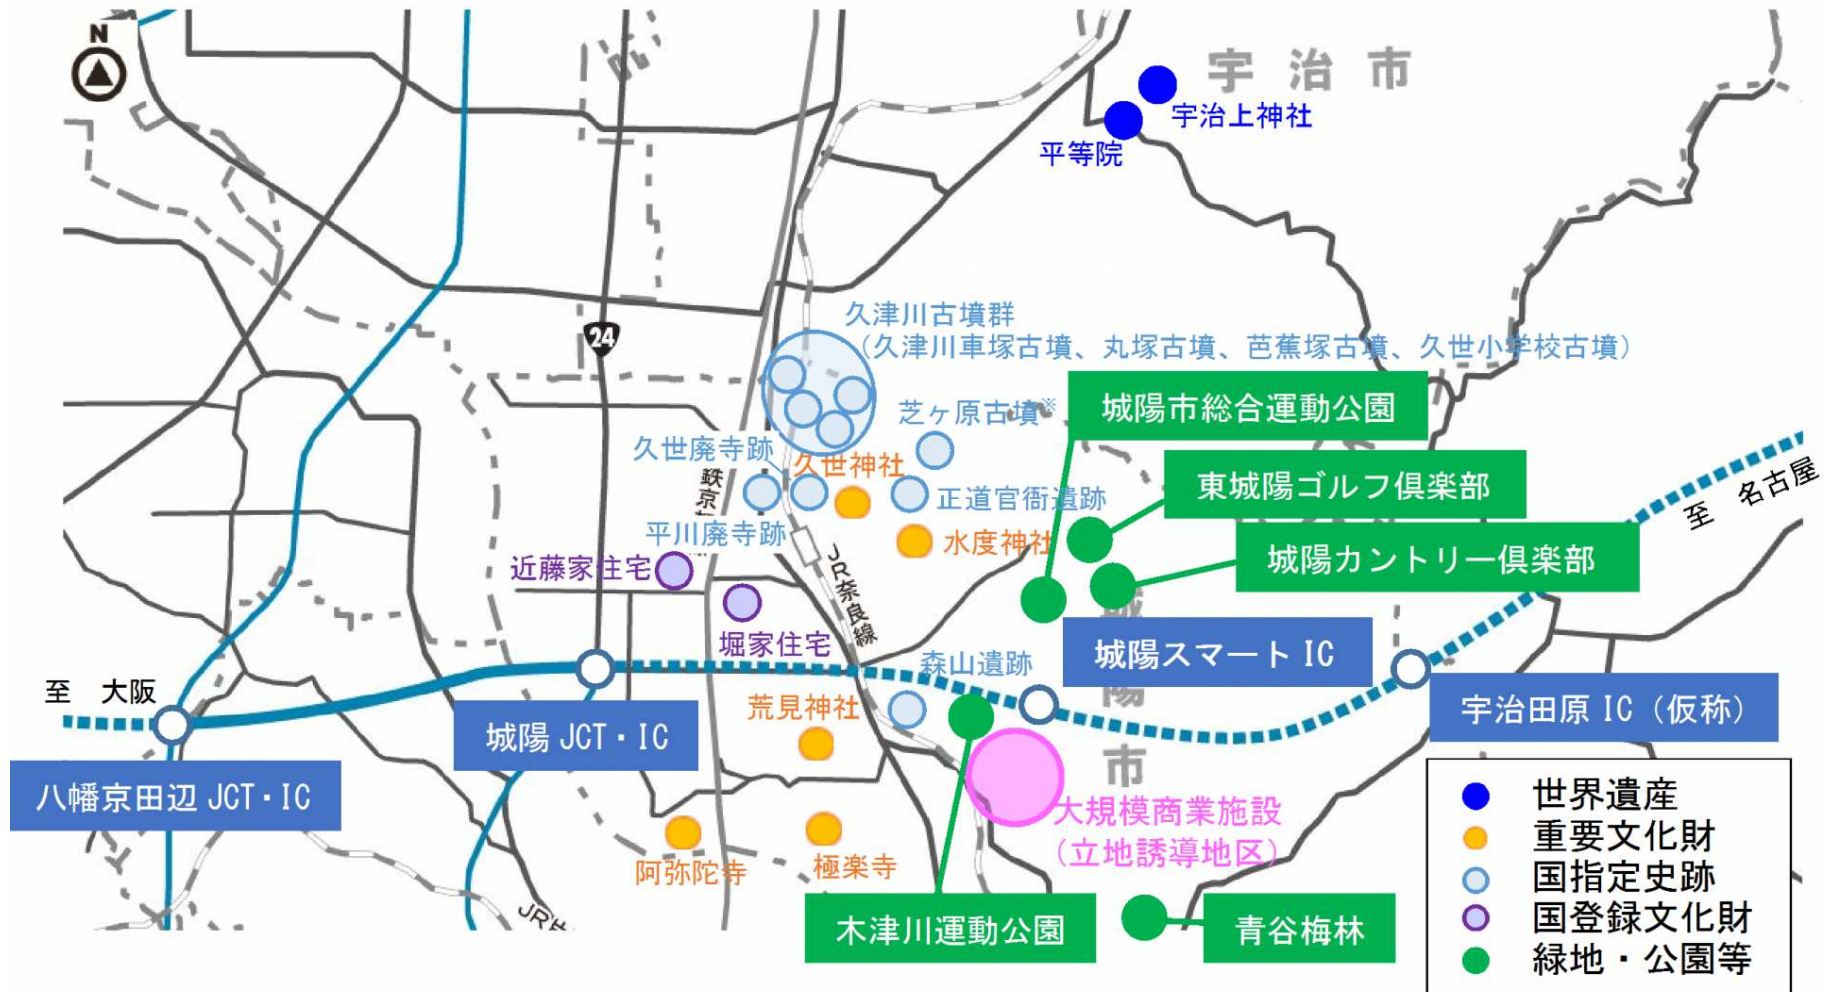 N
宇治市
宇治上神社
平等院
24
久津川古墳群
（久津川車塚古墳、丸塚古墳、芭蕉塚古墳、久世小学校古墳）
城陽市総合運動公園
芝ヶ原古墳※
久世廃寺跡
久世神社
東城陽ゴルフ倶楽部
至 名古屋
鉄京
正道官衙遺跡
平川廃寺跡
水度神社
城陽カントリー倶楽部
近藤家住宅
JR奈良線
堀家住宅
城陽市
城陽スマートIC
森山遺跡
至 大阪
荒見神社
宇治田原IC（仮称）
城陽JCT・IC
八幡京田辺JCT・IC
大規模商業施設
（立地誘導地区）
阿弥陀寺
極楽寺
JR
木津川運動公園
青谷梅林
世界遺産
重要文化財
国指定史跡
国登録文化財
緑地・公園等